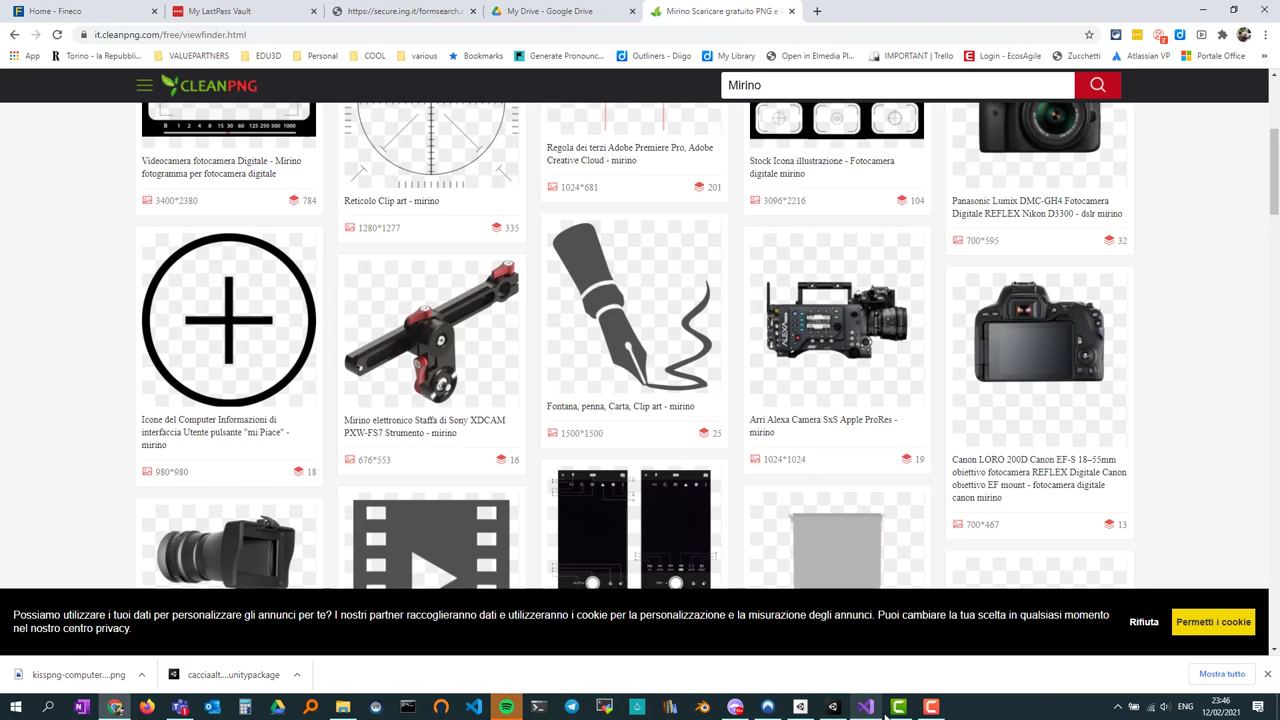 Home - Fineco
My LastPass Vault
https://secure.ing.it/formsearch.
My Drive - Google Drive
Mirino Scaricare gratuito PNG e
it.cleanpng.com/free/viewfinder.html
App
Torino - la Repubbli...
VALUEPARTNERS
EDU3D
Personal
COOL
various
Bookmarks
Generate Pronounc...
Outliners - Diigo
My Library
Open in Elmedia Pl...
IMPORTANT | Trello
Login - EcosAgile
Zucchetti
Atlassian VP
Portale Office
CLEANPNG
Mirino
B 1 2 4 8 15 30 60 125 250 500 1000
Videocamera fotocamera Digitale - Mirino
fotogramma per fotocamera digitale
3400*2380
784
Reticolo Clip art - mirino
1280*1277
335
Regola dei terzi Adobe Premiere Pro, Adobe
Creative Cloud - mirino
1024*681
201
Stock Icona illustrazione - Fotocamera
digitale mirino
3096*2216
104
Panasonic Lumix DMC-GH4 Fotocamera
Digitale REFLEX Nikon D3300 - dslr mirino
700*595
32
Icone del Computer Informazioni di
interfaccia Utente pulsante "mi Piace" -
mirino
980*980
18
Mirino elettronico Staffa di Sony XDCAM
PXW-FS7 Strumento - mirino
676*553
16
Fontana, penna, Carta, Clip art - mirino
1500*1500
25
Arri Alexa Camera SxS Apple ProRes -
mirino
1024*1024
19
Canon LORO 200D Canon EF-S 18–55mm
obiettivo fotocamera REFLEX Digitale Canon
obiettivo EF mount - fotocamera digitale
canon mirino
700*467
13
Possiamo utilizzare i tuoi dati per personalizzare gli annunci per te? I nostri partner raccoglieranno dati e utilizzeranno i cookie per la personalizzazione e la misurazione degli annunci. Puoi cambiare la tua scelta in qualsiasi momento
nel nostro centro privacy.
Rifiuta
Permetti i cookie
kisspng-computer....png
cacciaalt....unitypackage
Mostra tutto
ENG
23:46
12/02/2021